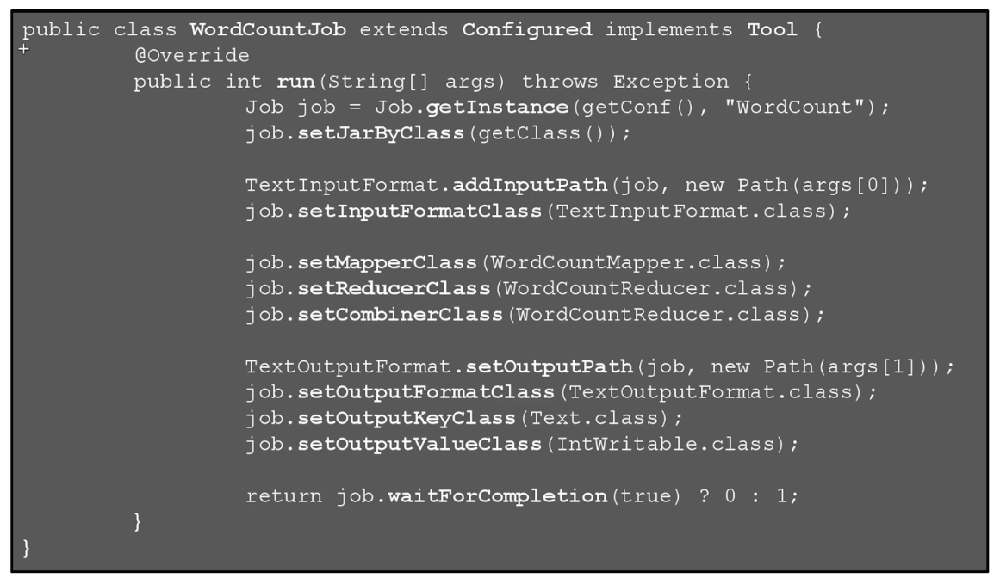 public class WordCountJob extends Configured implements Tool {
@Override
public int run(String[] args) throws Exception {
Job job = Job.getInstance(getConf(), "WordCount");
job.setJarByClass(getClass());
TextInputFormat.addInputPath(job, new Path(args[0]));
job.setInputFormatClass(TextInputFormat.class);
job.setMapperClass(WordCountMapper.class);
job.setReducerClass(WordCountReducer.class);
job.setCombinerClass(WordCountReducer.class);
TextOutputFormat.setOutputPath(job, new Path(args[1]));
job.setOutputFormatClass(TextOutputFormat.class);
job.setOutputKeyClass(Text.class);
job.setOutputValueClass(IntWritable.class);
return job.waitForCompletion(true) ? 0 : 1;
}
}